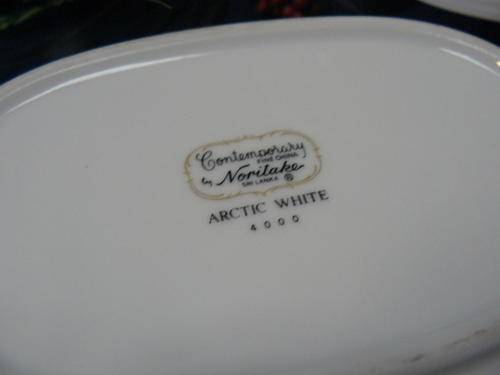 Contemporary
FINE CHINA
by Noritake ®
SRI LANKA
ARCTIC WHITE
4000